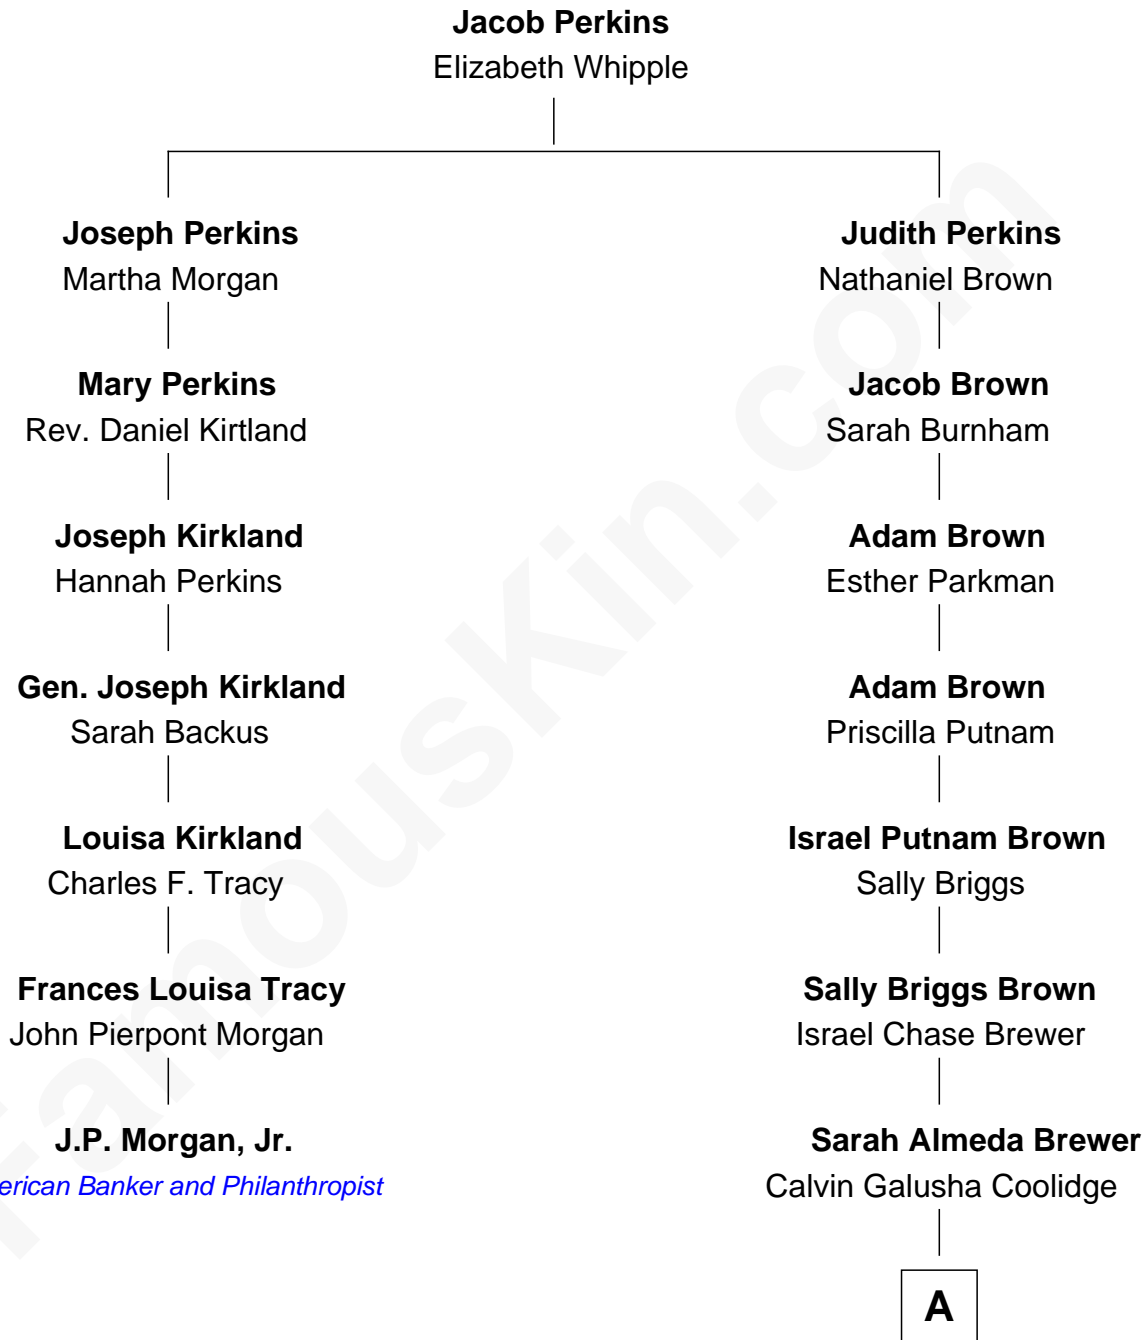 Jacob Perkins
Elizabeth Whipple
Joseph Perkins
Martha Morgan
Judith Perkins
Nathaniel Brown
Mary Perkins
Rev. Daniel Kirtland
Jacob Brown
Sarah Burnham
Joseph Kirkland
Hannah Perkins
Adam Brown
Esther Parkman
Gen. Joseph Kirkland
Sarah Backus
Adam Brown
Priscilla Putnam
Louisa Kirkland
Charles F. Tracy
Israel Putnam Brown
Sally Briggs
Frances Louisa Tracy
John Pierpont Morgan
Sally Briggs Brown
Israel Chase Brewer
J.P. Morgan, Jr.
erican Banker and Philanthropist
Sarah Almeda Brewer
Calvin Galusha Coolidge
A
FamousKin.com